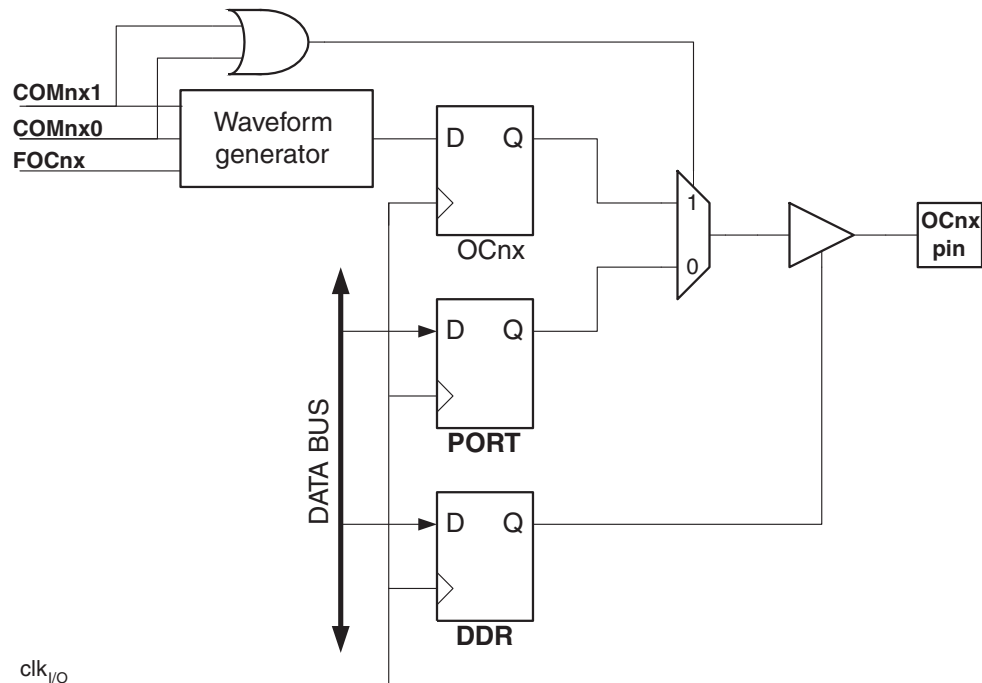 COMnx1
COMnx0
FOCnx
Waveform
generator
D Q
OCnx
1
0
OCnx
pin
D Q
PORT
DATA BUS
D Q
DDR
clkI/O